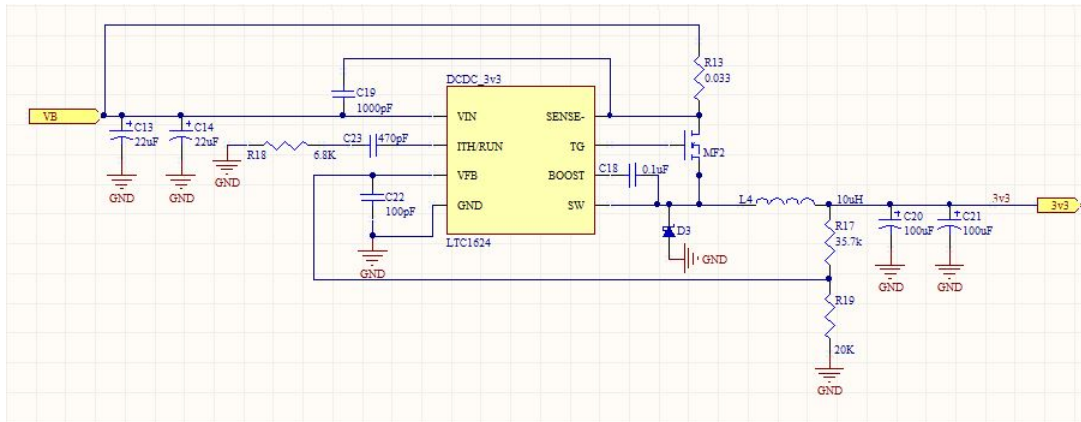 R13
0.033
DCDC_3v3
C19
1000pF
VB
C13
22uF
C14
22uF
VIN
SENSE-
C23
470pF
ITH/RUN
TG
MF2
R18
6.8K
GND
GND
GND
VFB
BOOST
C18
0.1uF
C22
100pF
GND
SW
L4
10uH
3v3
3v3
LTC1624
D3
R17
35.7k
C20
100uF
C21
100uF
GND
GND
GND
GND
R19
20K
GND